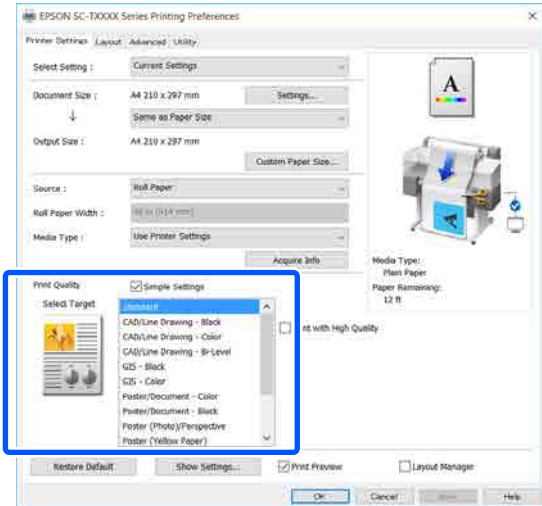 EPSON SC-TXXXX Series Printing Preferences
Printer Settings Layout Advanced Utility
Select Setting : Current Settings
Document Size : A4 210 x 297 mm Settings...
Same as Paper Size
Output Size : A4 210 x 297 mm
Custom Paper Size...
Source : Roll Paper
Roll Paper Width :
Media Type : Use Printer Settings
Acquire Info
A
Media Type:
Plain Paper
Paper Remaining:
12 ft
Print Quality Simple Settings
Select Target Standard
CAD/Line Drawing - Black
CAD/Line Drawing - Color
CAD/Line Drawing - Bi-Level
GIS - Black
GIS - Color
Poster/Document - Color
Poster/Document - Black
Poster (Photo)/Perspective
Poster (Yellow Paper)
nt with High Quality
Restore Default Show Settings... Print Preview Layout Manager
OK Cancel Help